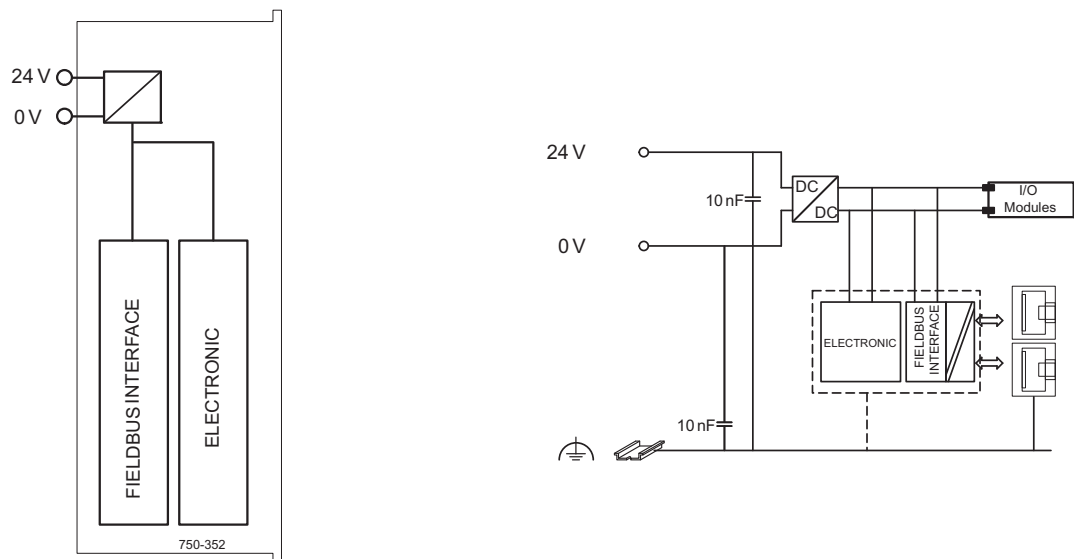 24 V
0 V
FIELDBUS INTERFACE
ELECTRONIC
750-352
24 V
10 nF
0 V
DC
DC
I/O
Modules
ELECTRONIC
FIELDBUS
INTERFACE
10 nF